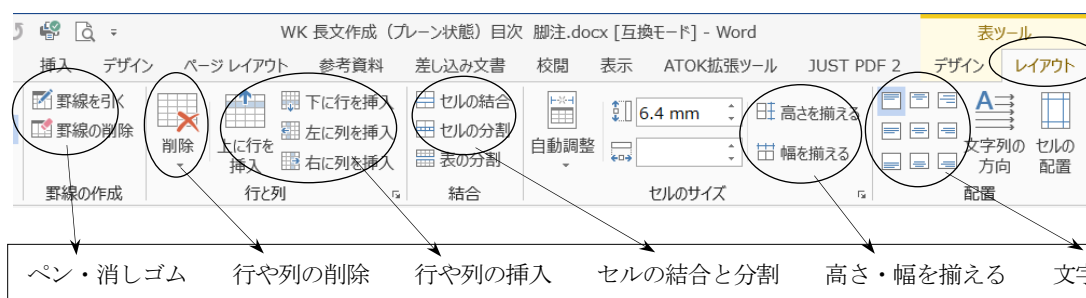 WK 長文作成（プレーン状態）目次 脚注.docx [互換モード] - Word
表ツール
挿入 デザイン ページ レイアウト 参考資料 差し込み文書 校閲 表示 ATOK拡張ツール JUST PDF 2 デザイン レイアウト
罫線を引く
罫線の削除
罫線の作成
削除
上に行を
挿入
下に行を挿入
左に列を挿入
右に列を挿入
行と列
セルの結合
セルの分割
表の分割
結合
自動調整
6.4 mm
高さを揃える
幅を揃える
セルのサイズ
文字列の
方向
セルの
配置
配置
ペン・消しゴム 行や列の削除 行や列の挿入 セルの結合と分割 高さ・幅を揃える 文字